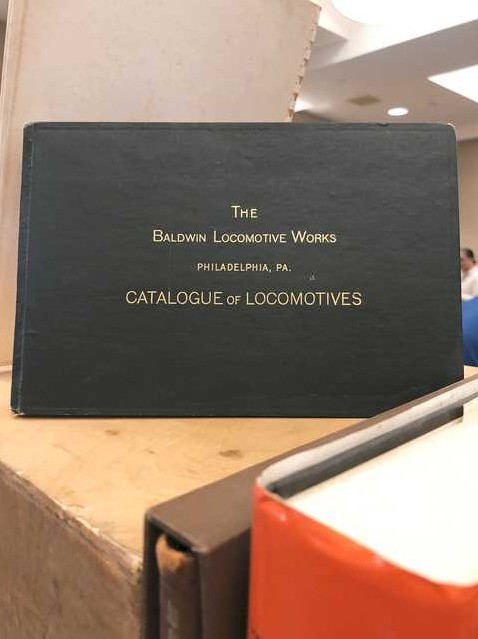 The
Baldwin Locomotive Works
PHILADELPHIA, PA.
CATALOGUE OF LOCOMOTIVES